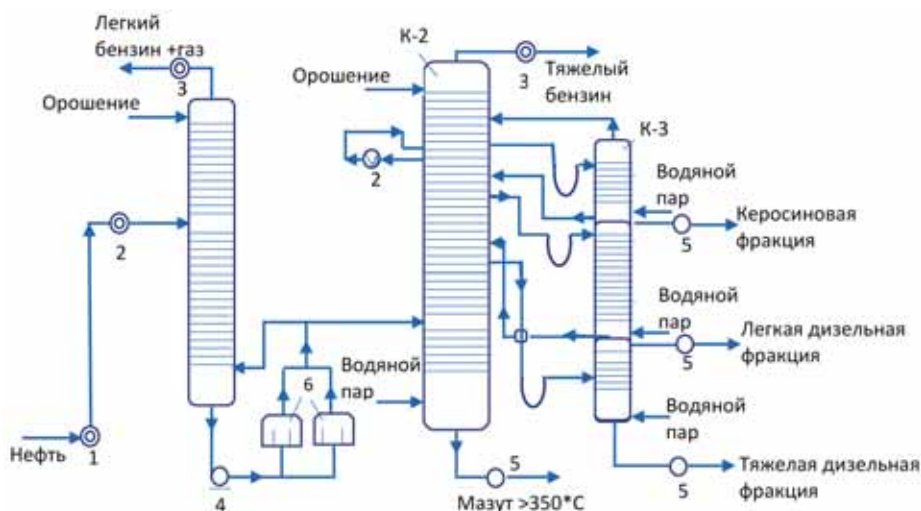 Легкий
бензин +газ
3
Орошение
2
Нефть
1
4
6
К-2
Орошение
3
Тяжелый
бензин
2
К-3
Водяной
пар
5
Керосиновая
фракция
Водяной
пар
5
Легкая дизельная
фракция
Водяной
пар
Водяной
пар
5
Мазут >350*С
5
Тяжелая дизельная
фракция